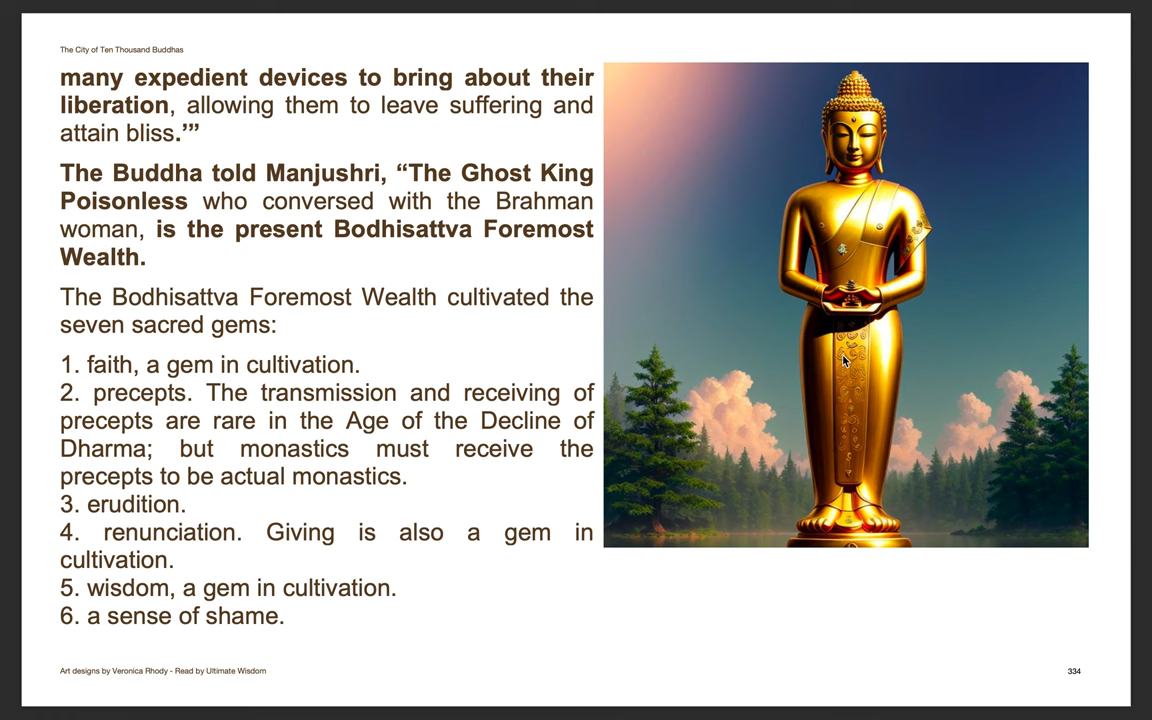 The City of Ten Thousand Buddhas
many expedient devices to bring about their
liberation, allowing them to leave suffering and
attain bliss.’”
The Buddha told Manjushri, “The Ghost King
Poisonless who conversed with the Brahman
woman, is the present Bodhisattva Foremost
Wealth.
The Bodhisattva Foremost Wealth cultivated the
seven sacred gems:
1. faith, a gem in cultivation.
2. precepts. The transmission and receiving of
precepts are rare in the Age of the Decline of
Dharma; but monastics must receive the
precepts to be actual monastics.
3. erudition.
4. renunciation. Giving is also a gem in
cultivation.
5. wisdom, a gem in cultivation.
6. a sense of shame.
Art designs by Veronica Rhody - Read by Ultimate Wisdom
334